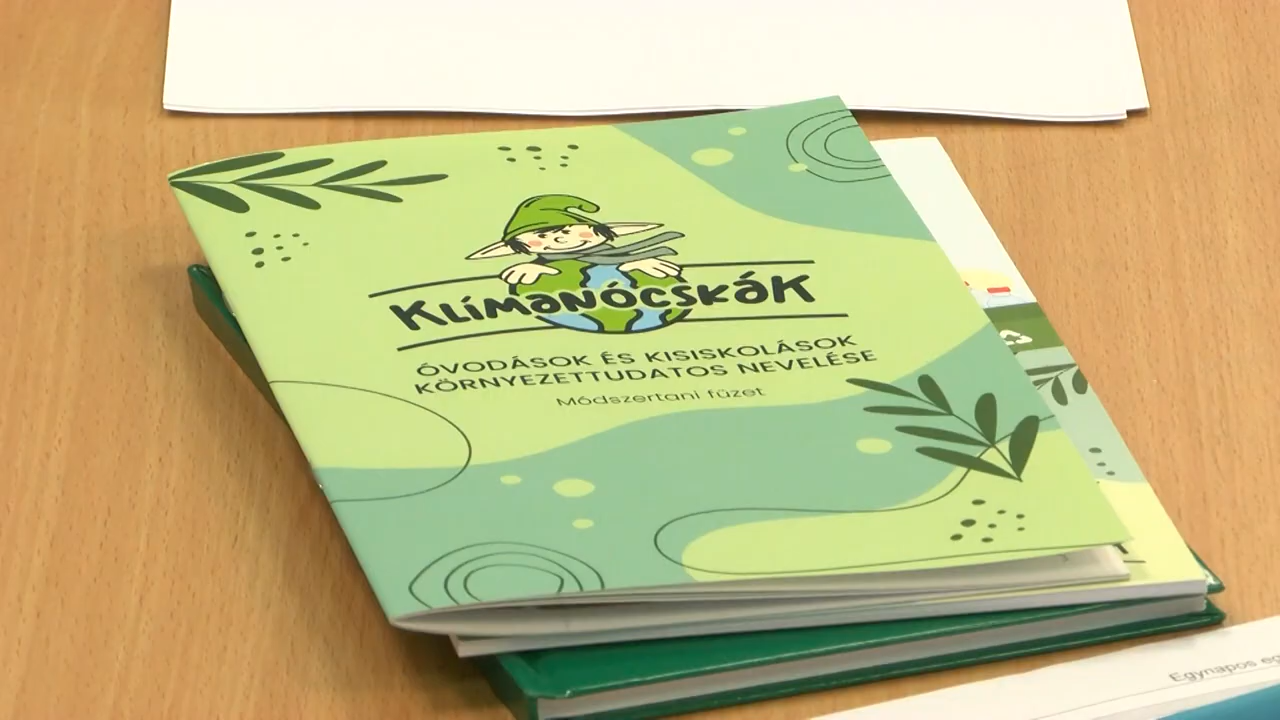 KLÍMANÓCSKÁK
ÓVODÁSOK ÉS KISISKOLÁSOK
KÖRNYEZETTUDATOS NEVELÉSE
Módszertani füzet
Egynapos